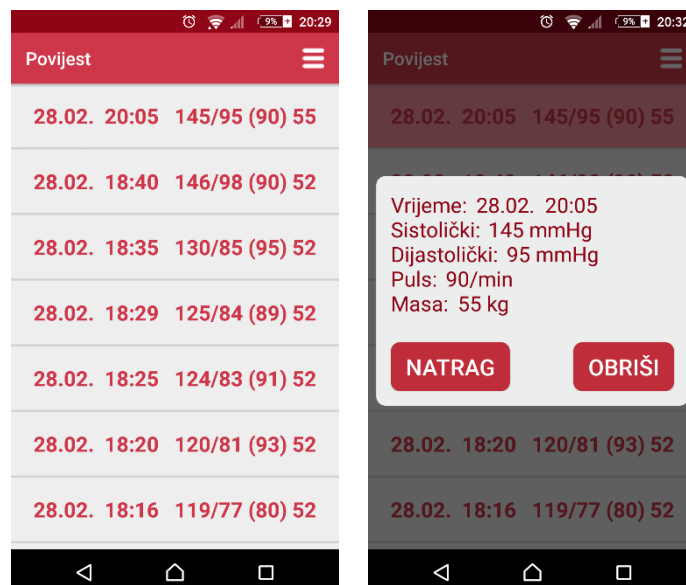 9% 20:29
Povijest
28.02. 20:05 145/95 (90) 55
28.02. 18:40 146/98 (90) 52
28.02. 18:35 130/85 (95) 52
28.02. 18:29 125/84 (89) 52
28.02. 18:25 124/83 (91) 52
28.02. 18:20 120/81 (93) 52
28.02. 18:16 119/77 (80) 52
9% 20:32
Povijest
28.02. 20:05 145/95 (90) 55
Vrijeme: 28.02. 20:05
Sistolički: 145 mmHg
Dijastolički: 95 mmHg
Puls: 90/min
Masa: 55 kg
NATRAG OBRIŠI
28.02. 18:20 120/81 (93) 52
28.02. 18:16 119/77 (80) 52